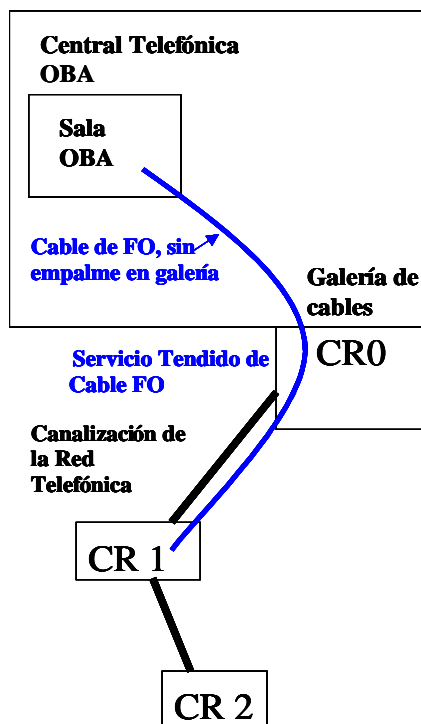 Central Telefónica
OBA
Sala
OBA
Cable de FO, sin
empalme en galería
Galería de
cables
CR0
Servicio Tendido de
Cable FO
Canalización de
la Red
Telefónica
CR 1
CR 2